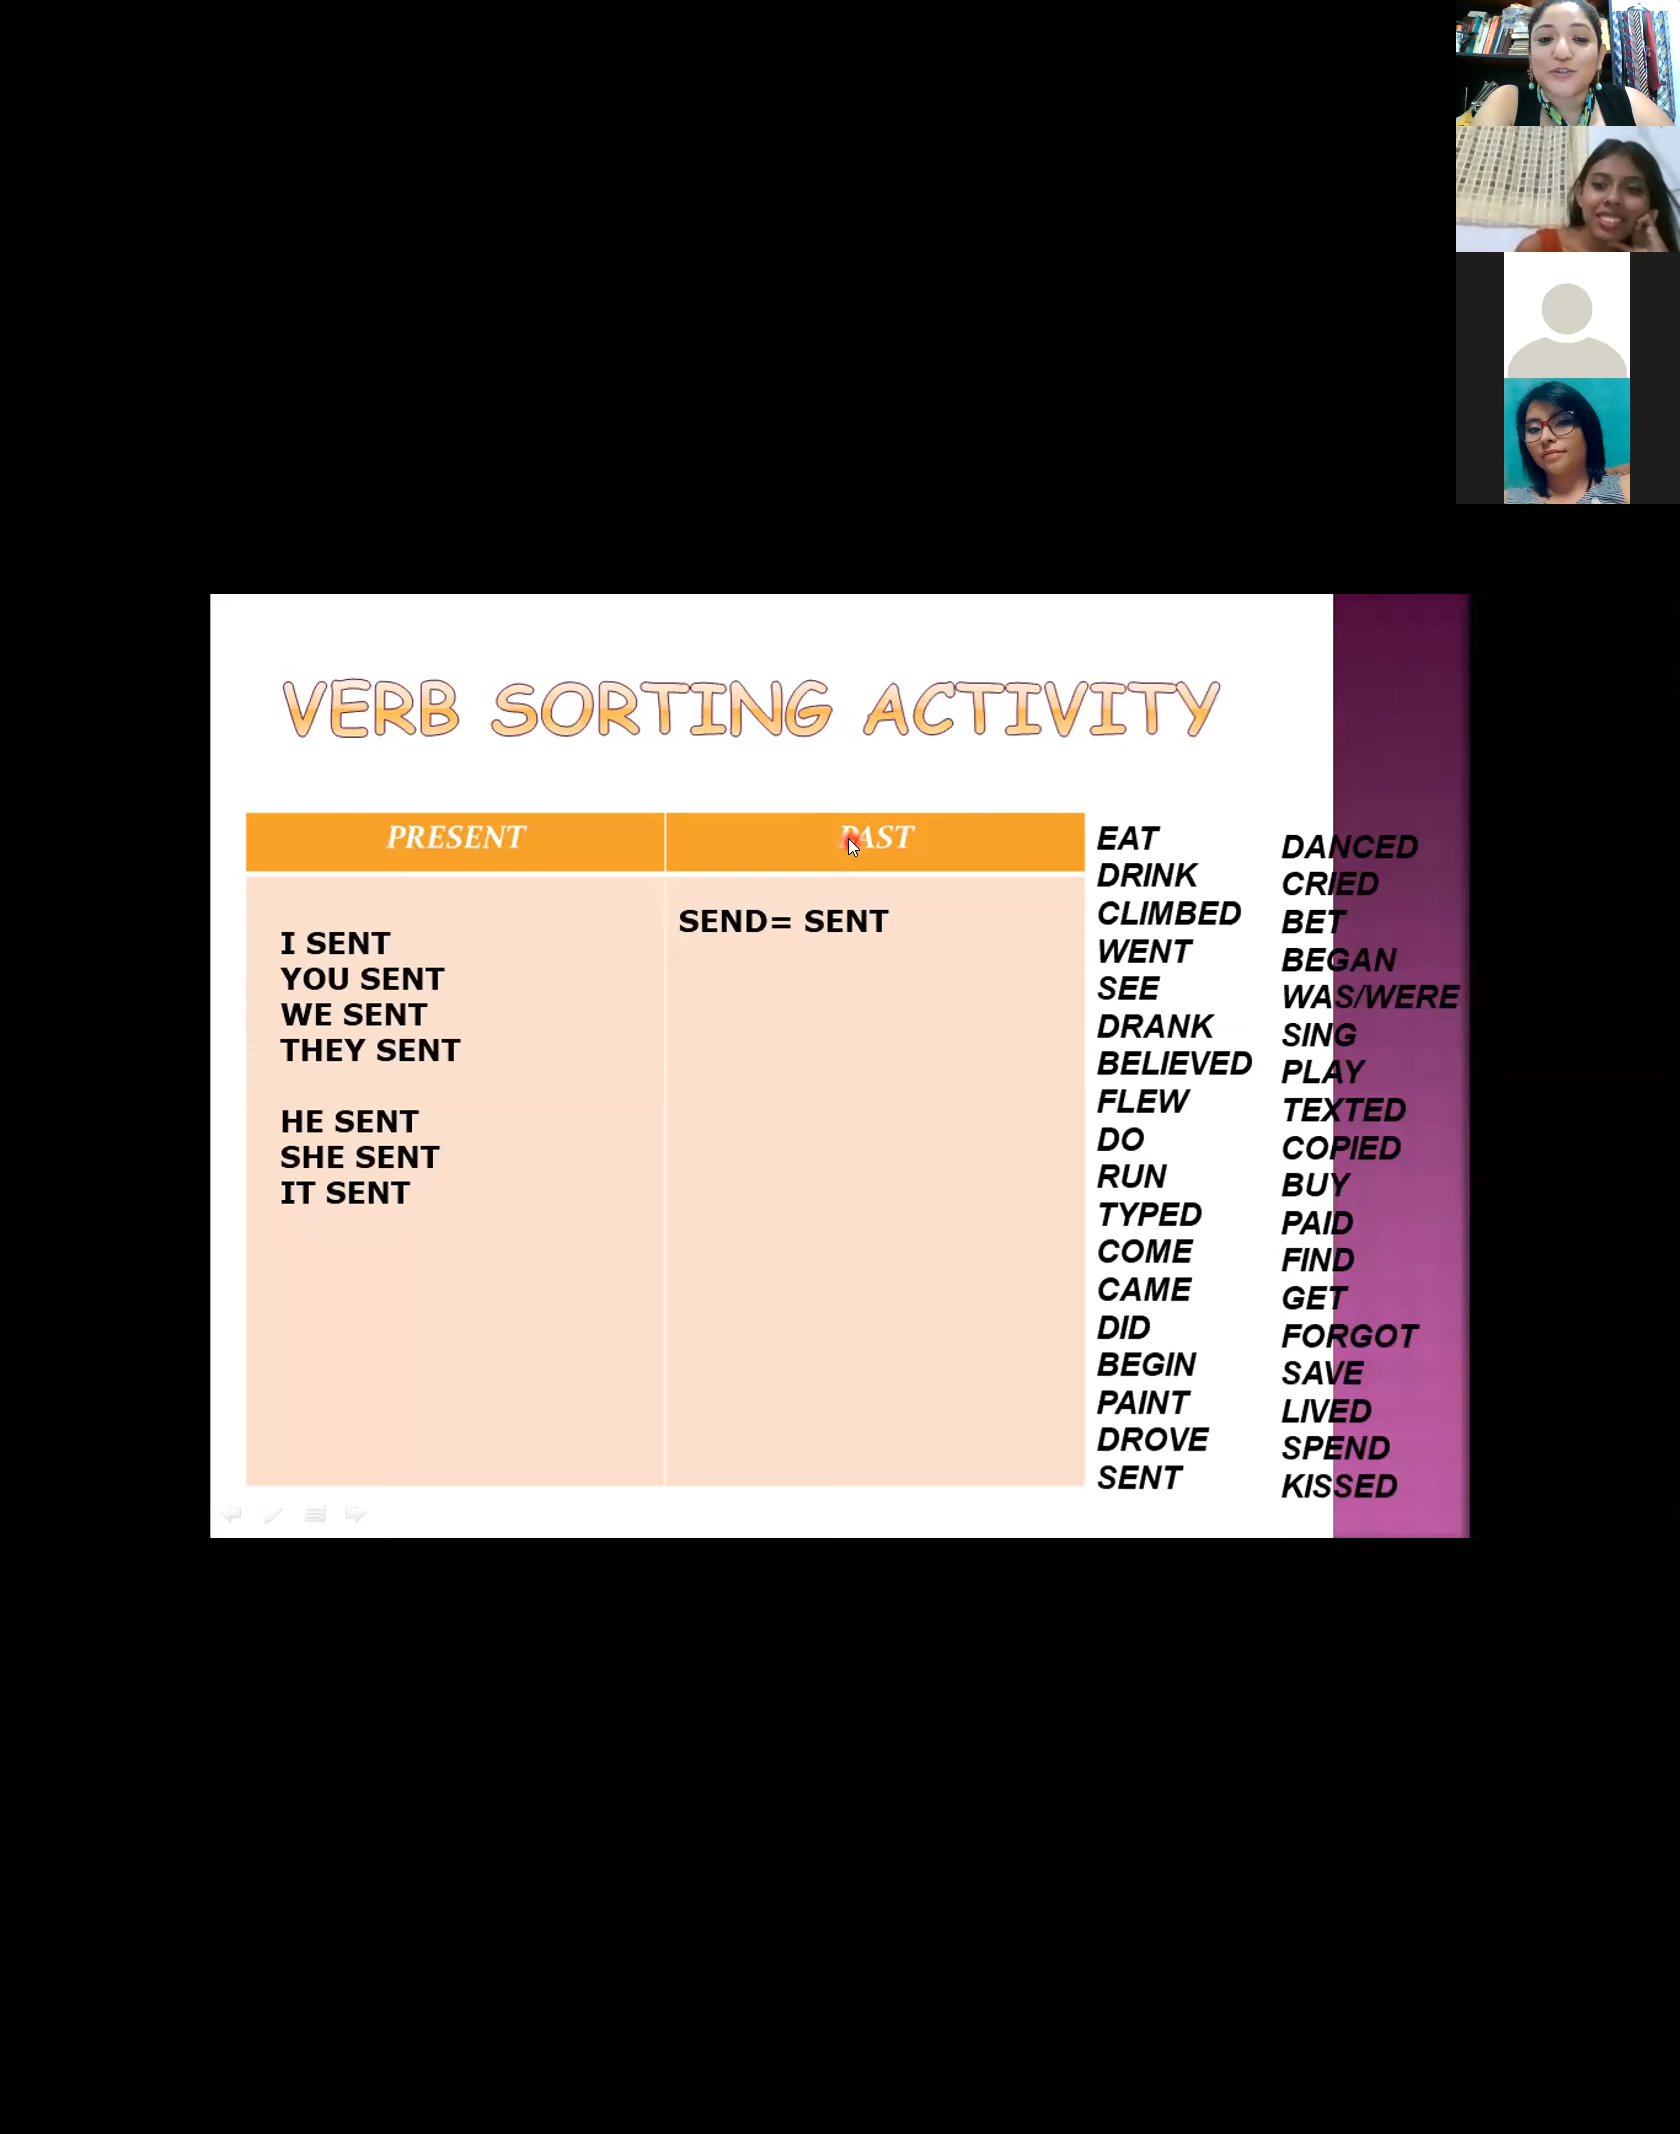 VERB SORTING ACTIVITY
PRESENT
PAST
I SENT
YOU SENT
WE SENT
THEY SENT
HE SENT
SHE SENT
IT SENT
SEND= SENT
EAT
DRINK
CLIMBED
WENT
SEE
DRANK
BELIEVED
FLEW
DO
RUN
TYPED
COME
CAME
DID
BEGIN
PAINT
DROVE
SENT
DANCED
CRIED
BET
BEGAN
WAS/WERE
SING
PLAY
TEXTED
COPIED
BUY
PAID
FIND
GET
FORGOT
SAVE
LIVED
SPEND
KISSED